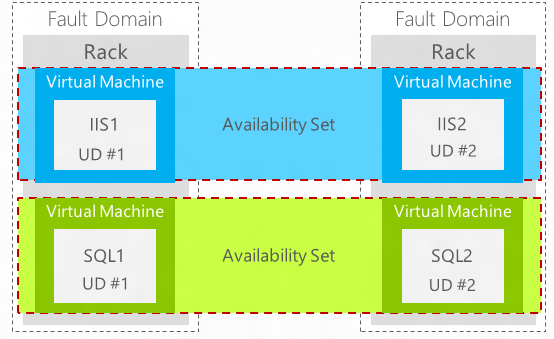 Fault Domain
Fault Domain
Rack
Rack
Virtual Machine
Virtual Machine
IIS1
UD #1
Availability Set
IIS2
UD #2
Virtual Machine
Virtual Machine
SQL1
UD #1
Availability Set
SQL2
UD #2